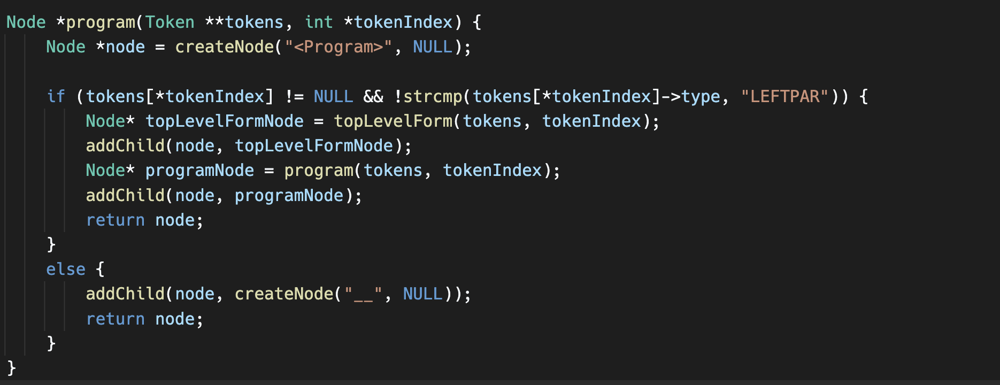 Node *program(Token **tokens, int *tokenIndex) {
    Node *node = createNode("<Program>", NULL);

    if (tokens[*tokenIndex] != NULL && !strcmp(tokens[*tokenIndex]->type, "LEFTPAR")) {
        Node* topLevelFormNode = topLevelForm(tokens, tokenIndex);
        addChild(node, topLevelFormNode);
        Node* programNode = program(tokens, tokenIndex);
        addChild(node, programNode);
        return node;
    }
    else {
        addChild(node, createNode("__", NULL));
        return node;
    }
}